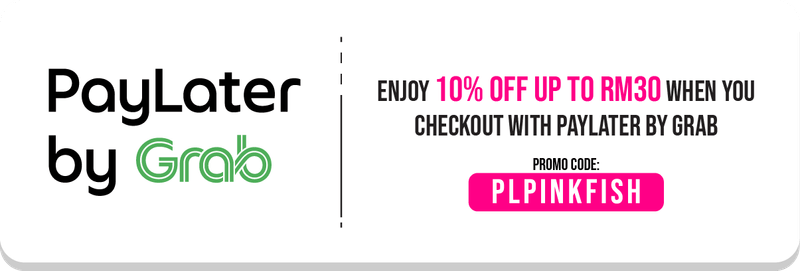 PayLater
by Grab
ENJOY 10% OFF UP TO RM30 WHEN YOU
CHECKOUT WITH PAYLATER BY GRAB
PROMO CODE:
PLPINKFISH